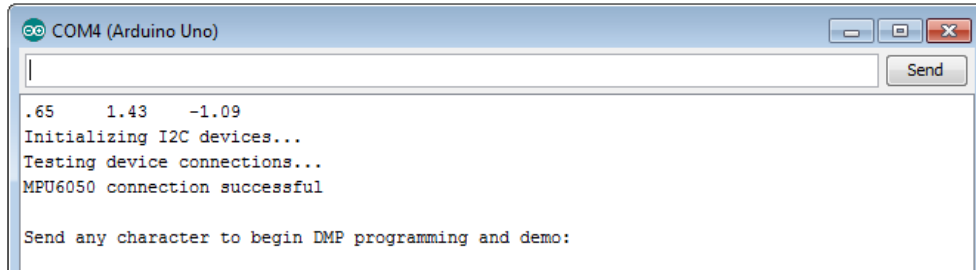 COM4 (Arduino Uno)
Send
.65 1.43 -1.09
Initializing I2C devices...
Testing device connections...
MPU6050 connection successful
Send any character to begin DMP programming and demo: